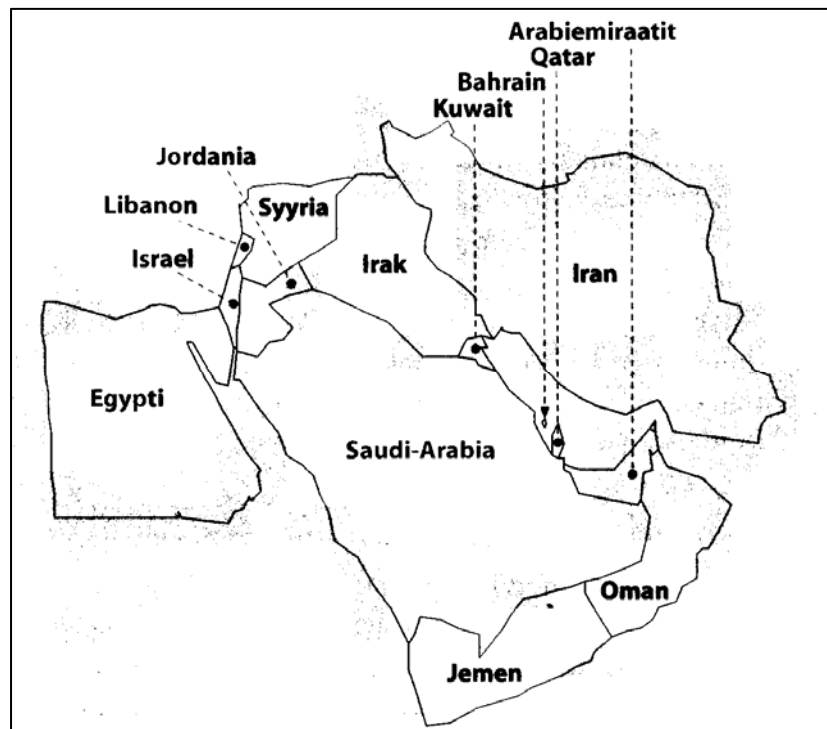 Arabiemiraatit
Qatar
Bahrain
Kuwait
Jordania
Libanon
Syyria
Israel
Irak
Iran
Egypti
Saudi-Arabia
Oman
Jemen